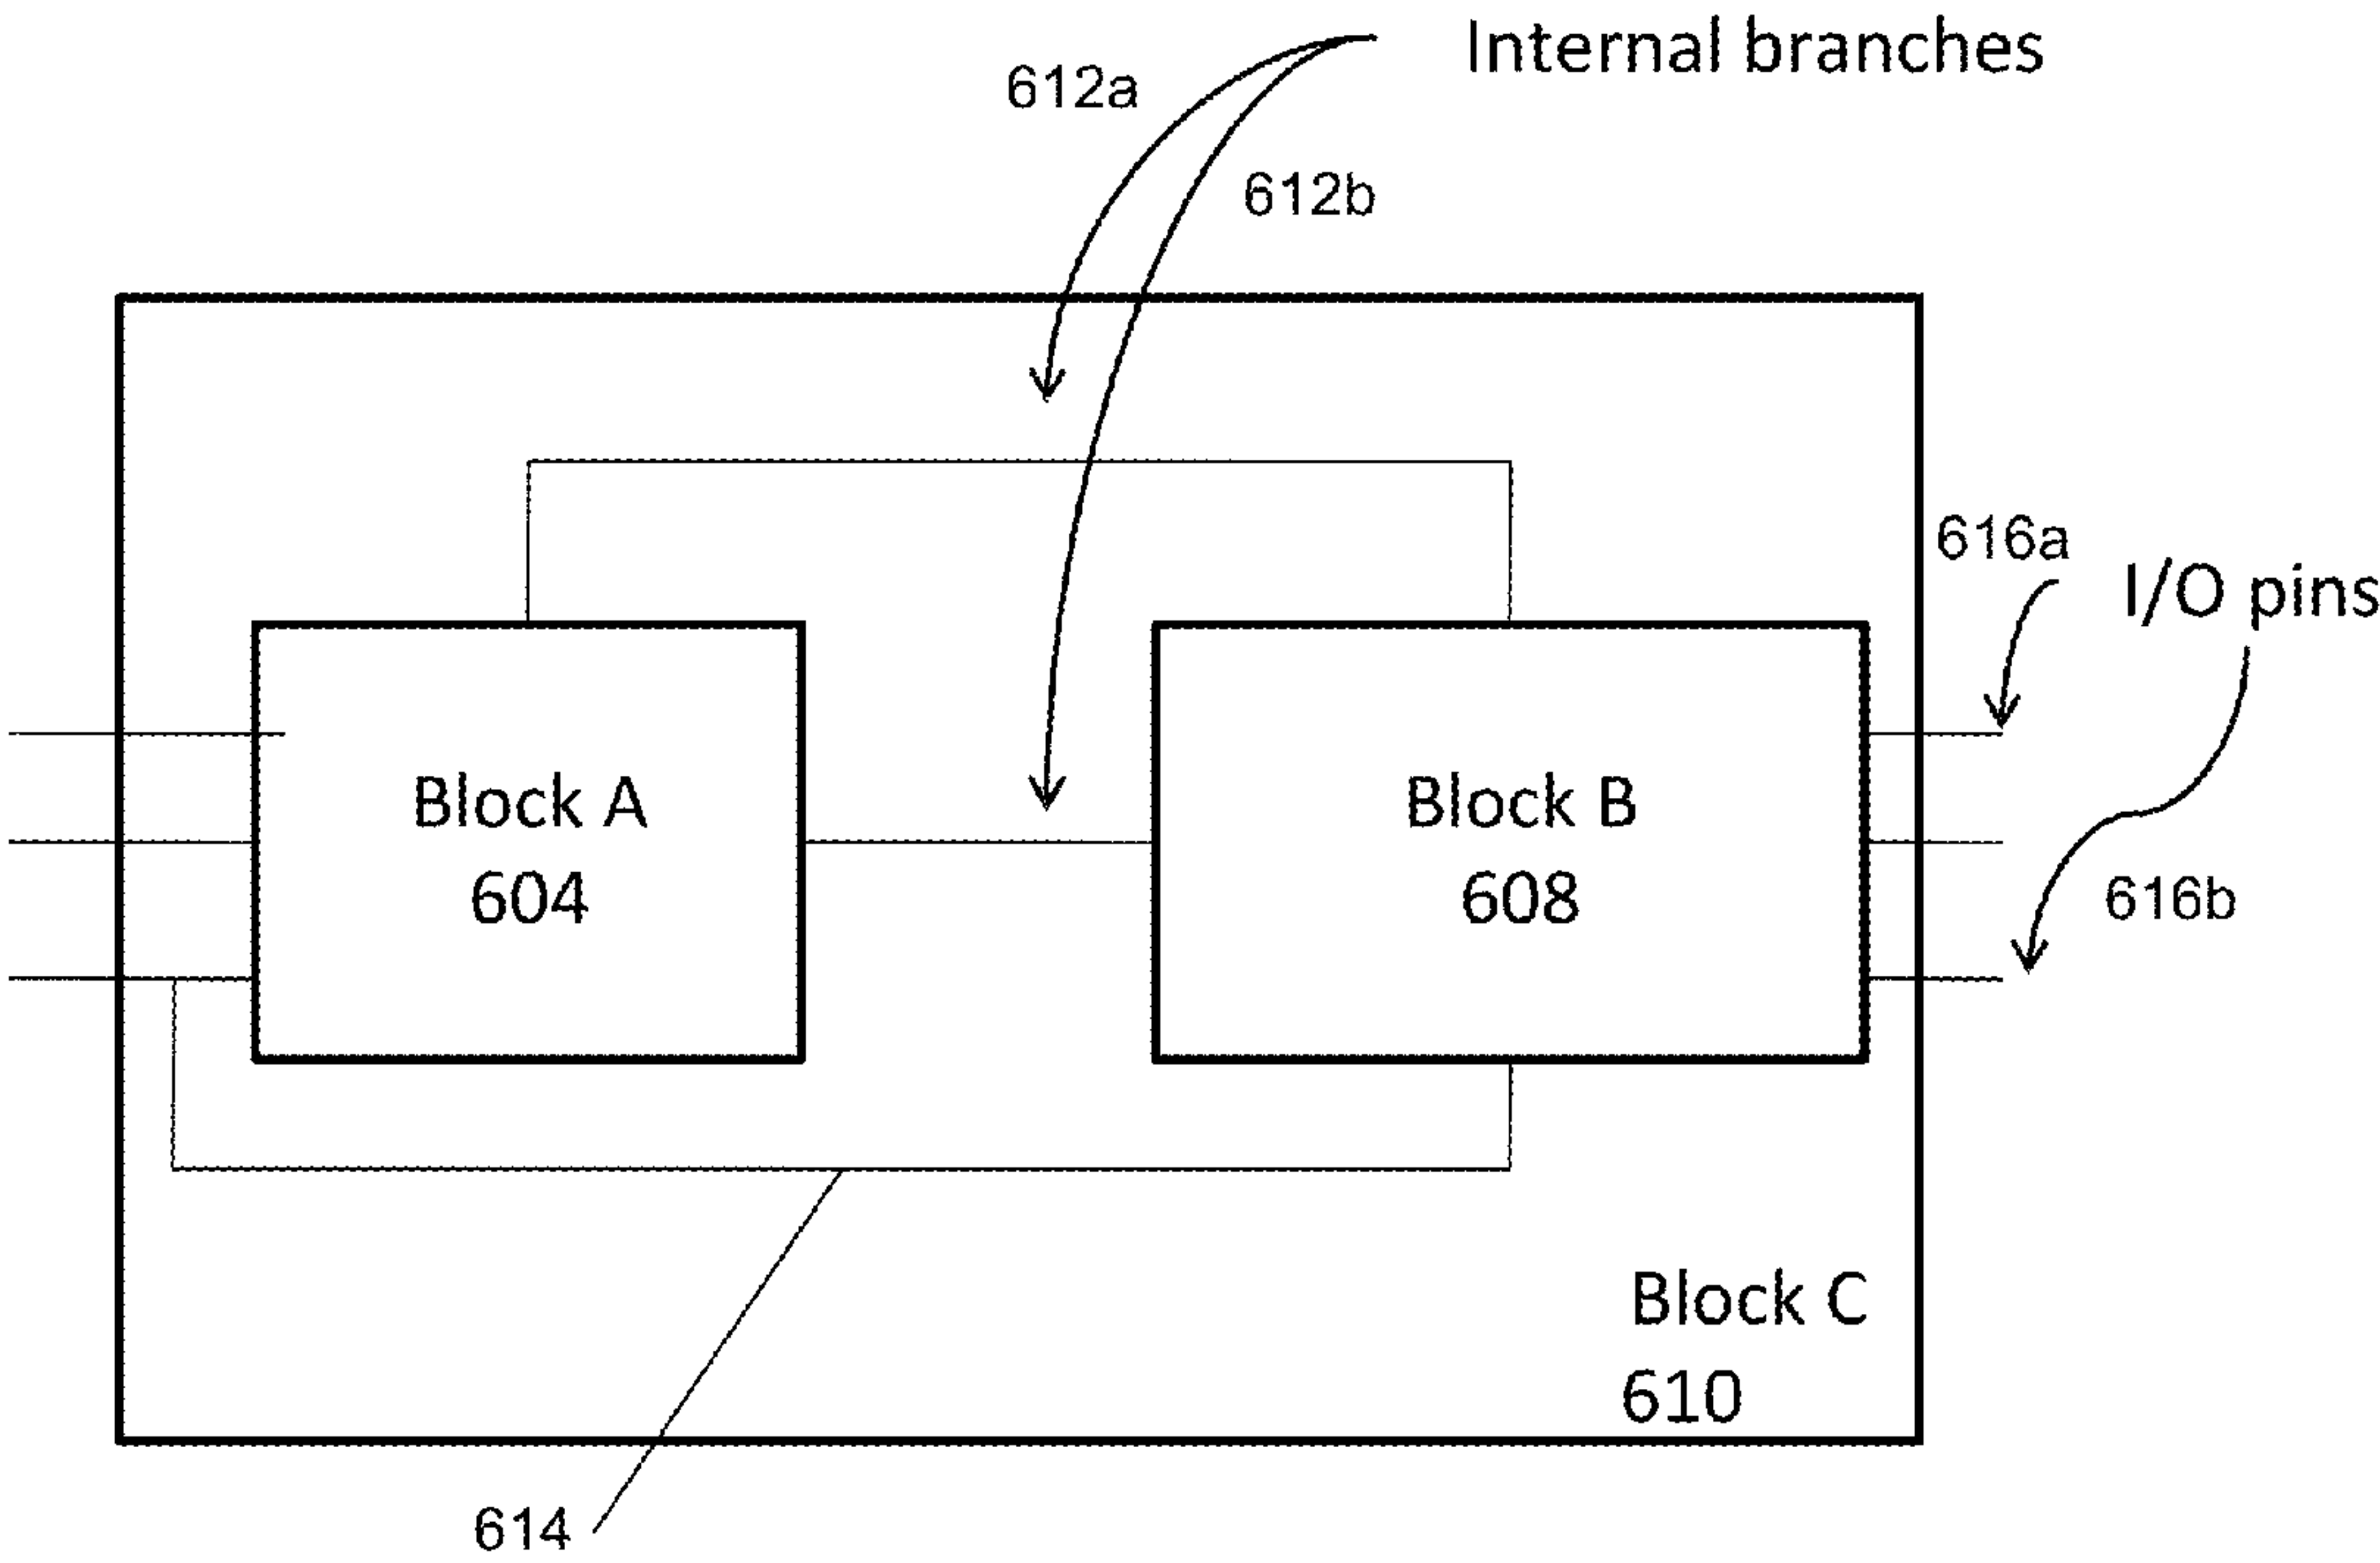 Internal branches
612a
612b
616a
I/O pins
Block A
604
Block B
608
616b
Block C
610
614